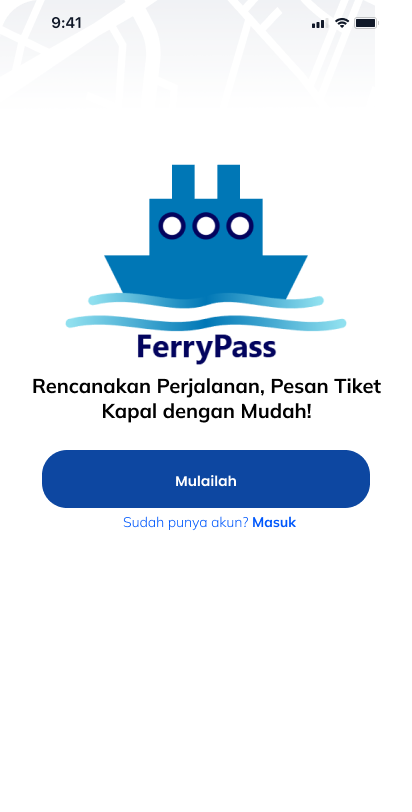 9:41
FerryPass
Rencanakan Perjalanan, Pesan Tiket
Kapal dengan Mudah!
Mulailah
Sudah punya akun? Masuk